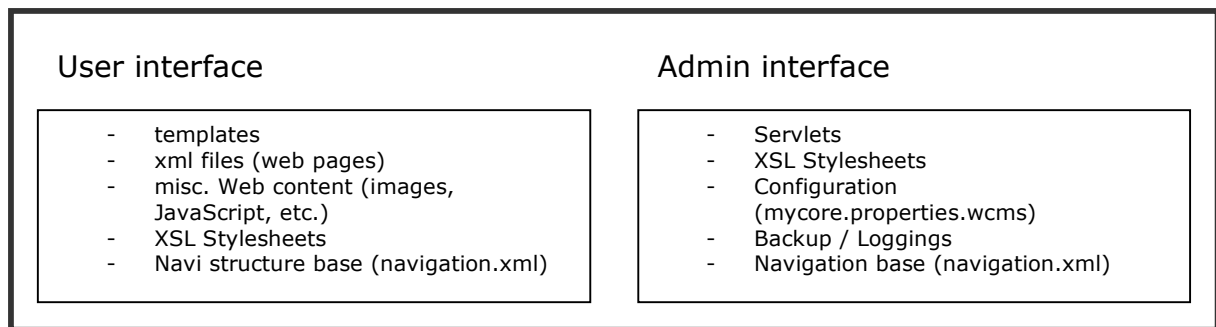 User interface
- templates
- xml files (web pages)
- misc. Web content (images,
JavaScript, etc.)
- XSL Stylesheets
- Navi structure base (navigation.xml)
Admin interface
- Servlets
- XSL Stylesheets
- Configuration
(mycore.properties.wcms)
- Backup / Loggings
- Navigation base (navigation.xml)